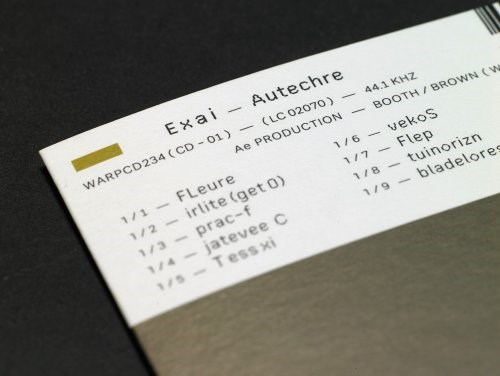 Exai — Autechre
WARPCD234 (CD-01) — (LC 02070) — 44.1 KHZ
Ae PRODUCTION — BOOTH / BROWN (W
1/1 — FLeure
1/2 — irlite (get 0)
1/3 — prac-f
1/4 — jatevee C
1/5 — T ess xi
1/6 — vekoS
1/7 — Flep
1/8 — tuinorizn
1/9 — bladelores